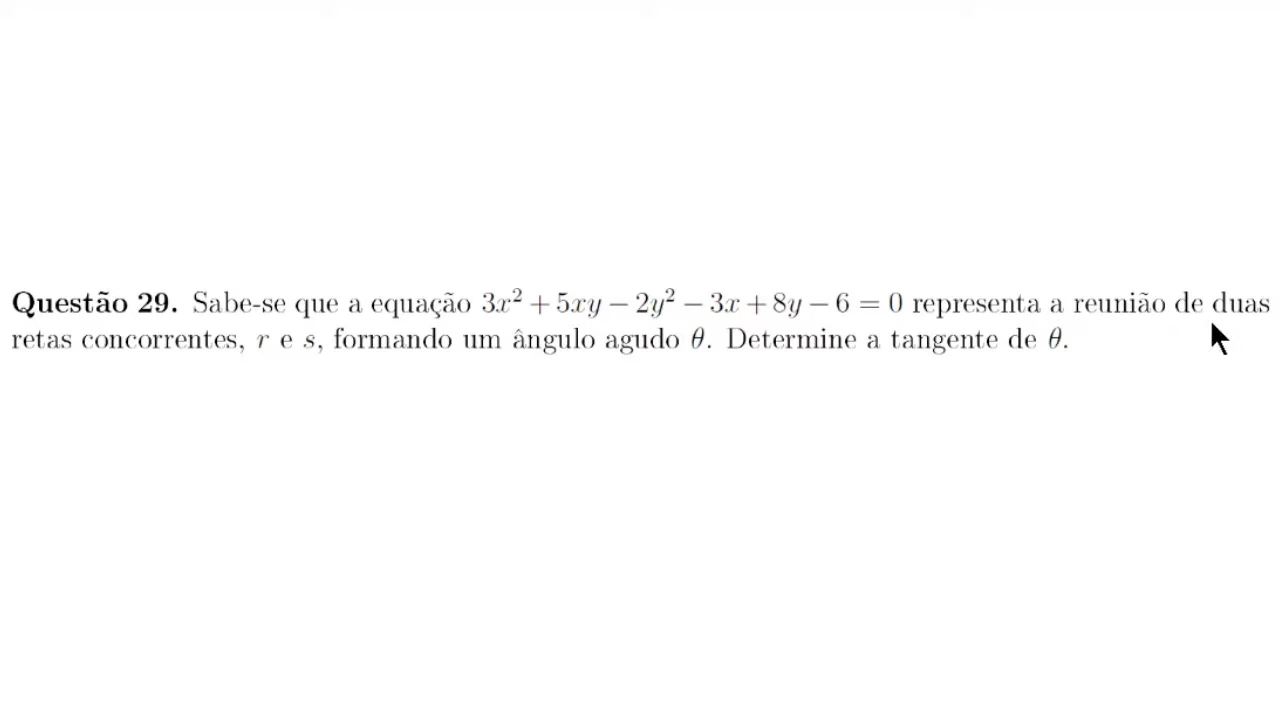 Questão 29. Sabe-se que a equação 3x² + 5xy − 2y² − 3x + 8y − 6 = 0 representa a reunião de duas
retas concorrentes, r e s, formando um ângulo agudo θ. Determine a tangente de θ.